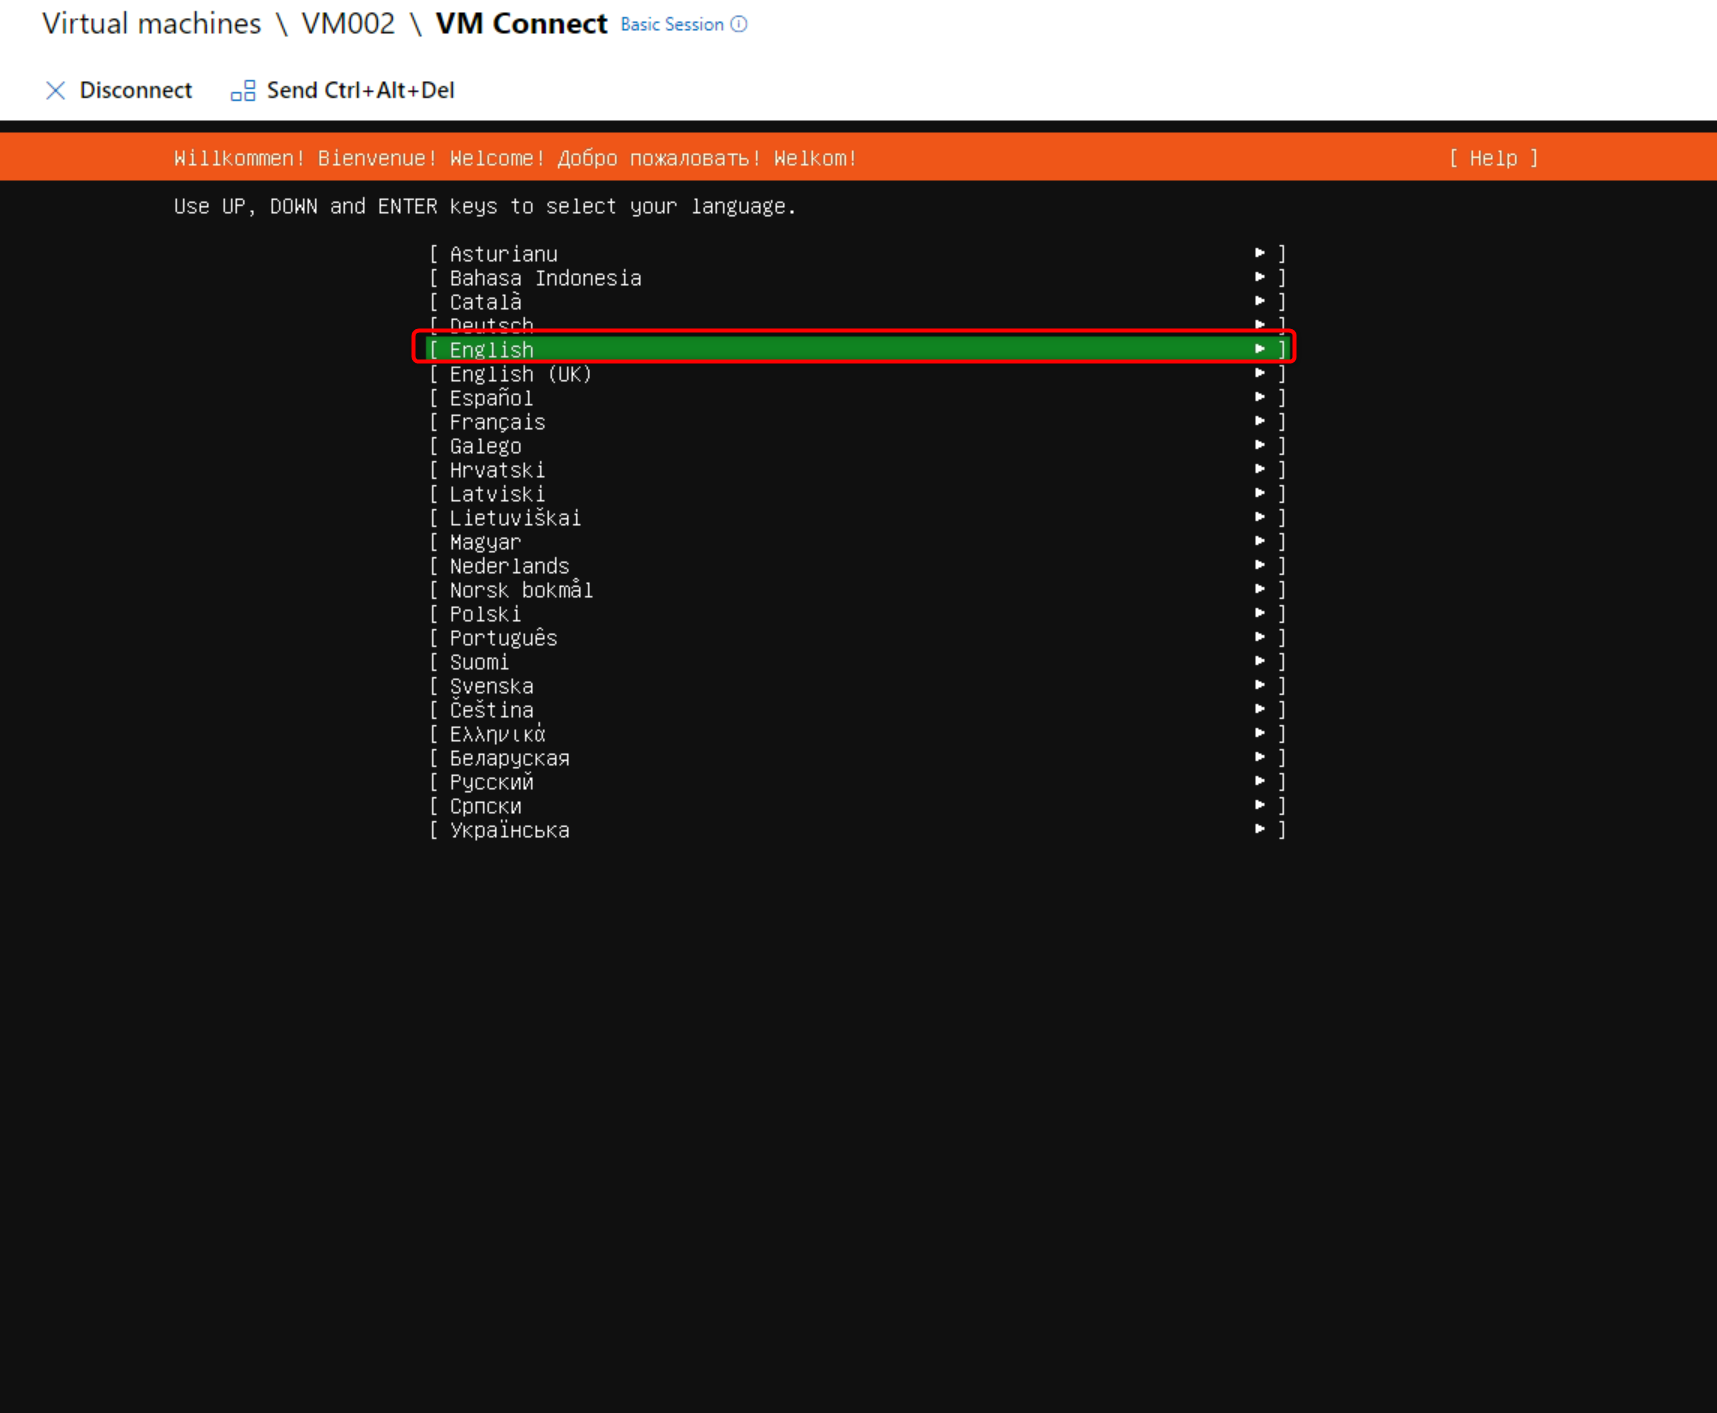 Virtual machines \ VM002 \ VM Connect Basic Session
Disconnect Send Ctrl+Alt+Del
Willkommen! Bienvenue! Welcome! Добро пожаловать! Welkom! [ Help ]
Use UP, DOWN and ENTER keys to select your language.
[ Asturianu ► ]
[ Bahasa Indonesia ► ]
[ Català ► ]
[ Deutsch ► ]
[ English ► ]
[ English (UK) ► ]
[ Español ► ]
[ Français ► ]
[ Galego ► ]
[ Hrvatski ► ]
[ Latviski ► ]
[ Lietuviškai ► ]
[ Magyar ► ]
[ Nederlands ► ]
[ Norsk bokmål ► ]
[ Polski ► ]
[ Português ► ]
[ Suomi ► ]
[ Svenska ► ]
[ Čeština ► ]
[ Ελληνικά ► ]
[ Беларуская ► ]
[ Русский ► ]
[ Српски ► ]
[ Українська ► ]